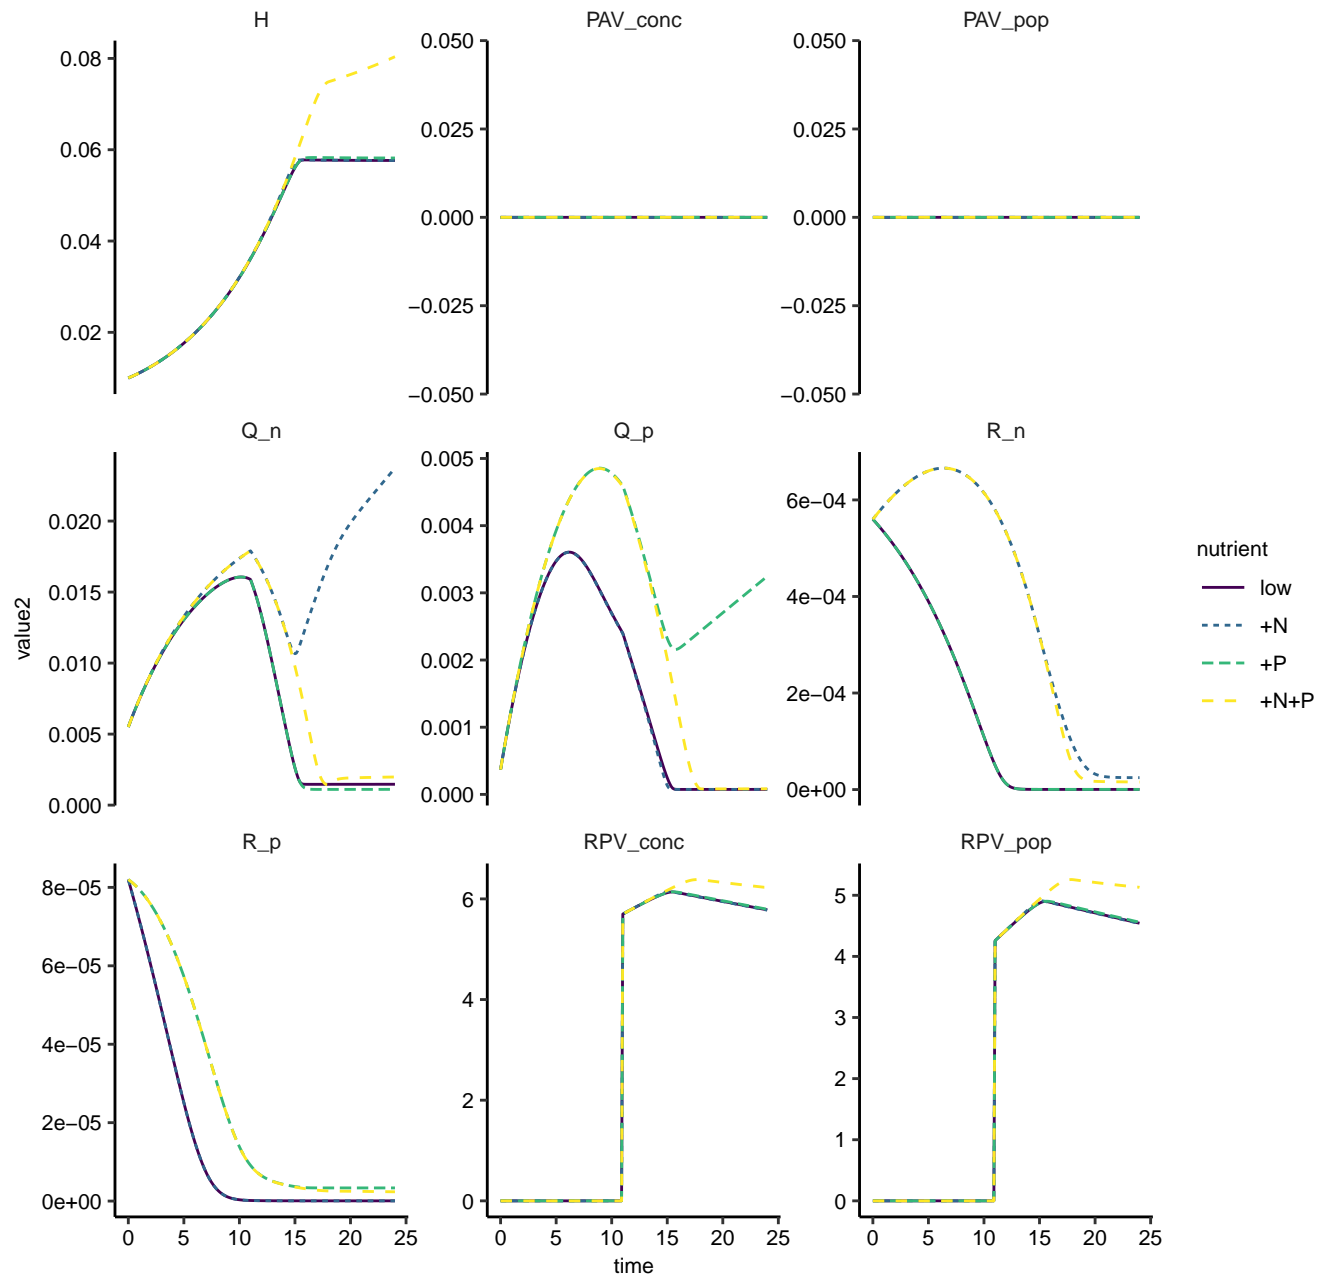 H
PAV_conc
PAV_pop
0.08
0.06
0.04
0.02
0.050
0.025
0.000
−0.025
−0.050
0.050
0.025
0.000
−0.025
−0.050
Q_n
Q_p
R_n
0.020
0.015
0.010
0.005
0.000
0.005
0.004
0.003
0.002
0.001
0.000
6e−04
4e−04
2e−04
0e+00
value2
nutrient
low
+N
+P
+N+P
R_p
RPV_conc
RPV_pop
8e−05
6e−05
4e−05
2e−05
0e+00
6
4
2
0
5
4
3
2
1
0
0 5 10 15 20 25
0 5 10 15 20 25
0 5 10 15 20 25
time